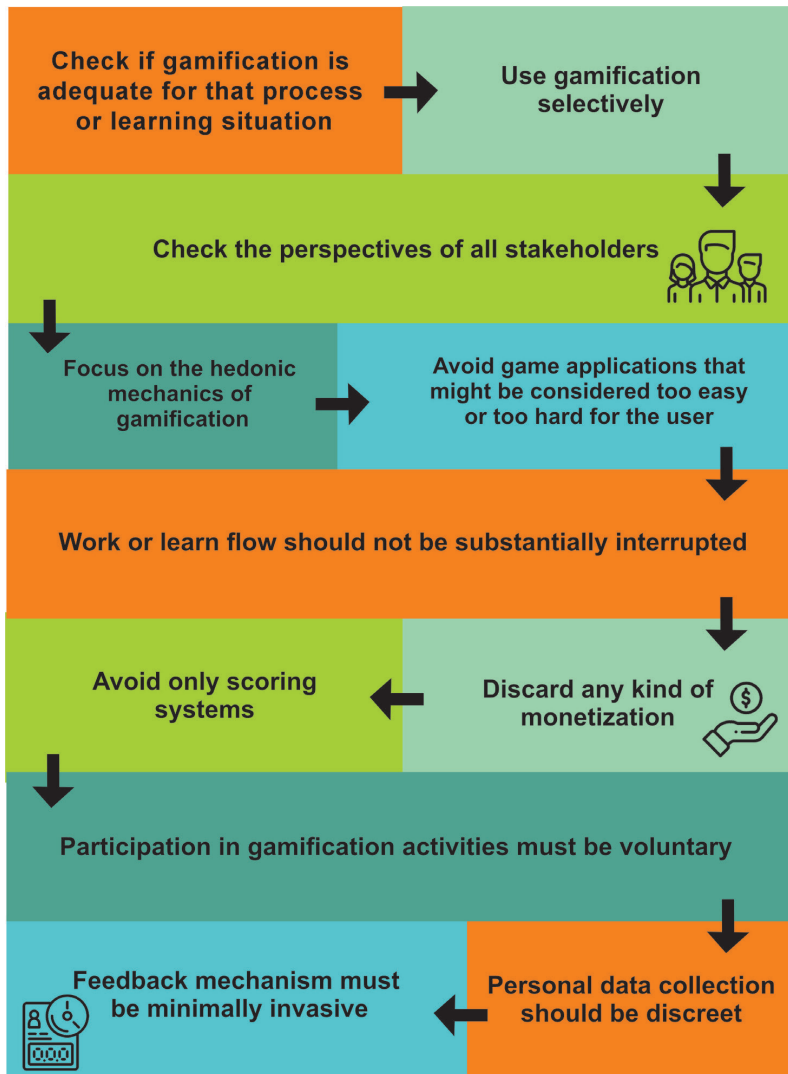 Check if gamification is
adequate for that process
or learning situation
Use gamification
selectively
Check the perspectives of all stakeholders
Focus on the hedonic
mechanics of
gamification
Avoid game applications that
might be considered too easy
or too hard for the user
Work or learn flow should not be substantially interrupted
Discard any kind of
monetization
$
Avoid only scoring
systems
Participation in gamification activities must be voluntary
Personal data collection
should be discreet
Feedback mechanism must
be minimally invasive
000